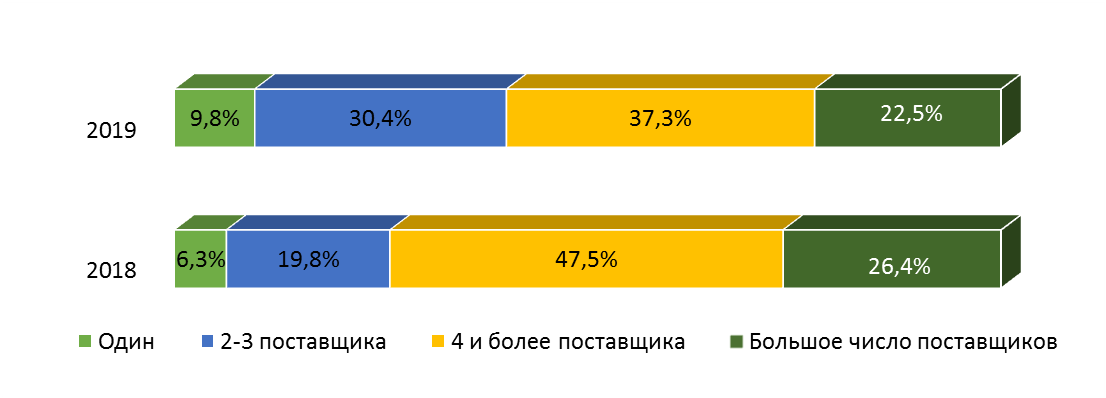 2019 9,8% 30,4% 37,3% 22,5%
2018 6,3% 19,8% 47,5% 26,4%
Один 2-3 поставщика 4 и более поставщика Большое число поставщиков